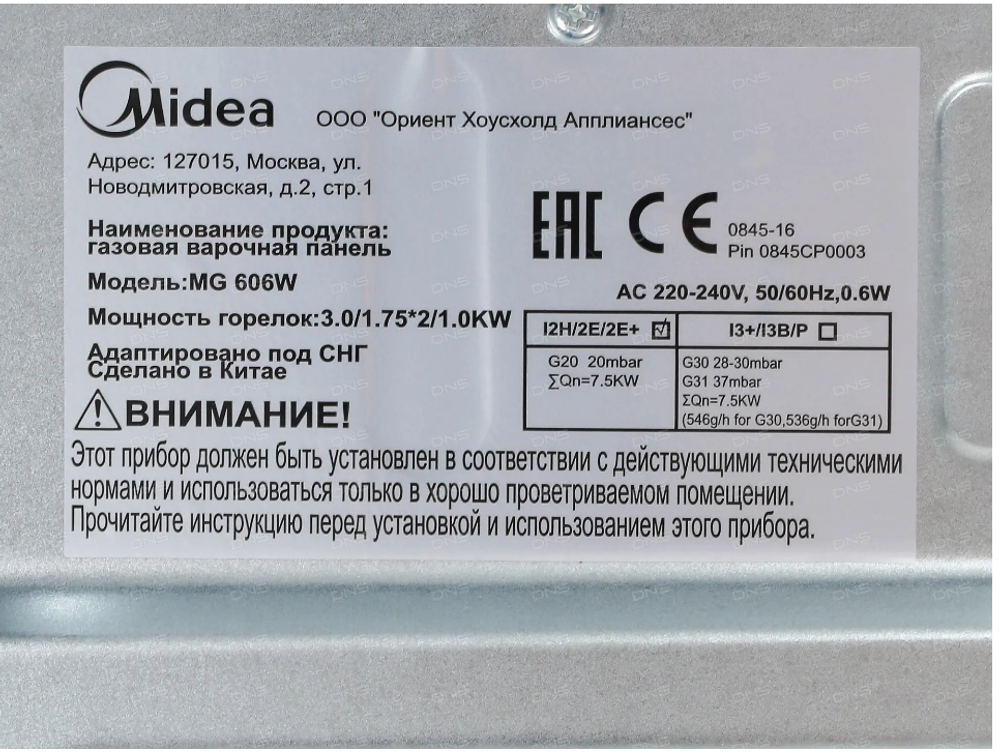 Midea
ООО "Ориент Хоусхолд Апплиансес"
Адрес: 127015, Москва, ул.
Новодмитровская, д.2, стр.1
Наименование продукта:
газовая варочная панель
EAC CE
0845-16
Pin 0845CP0003
Модель:MG 606W
AC 220-240V, 50/60Hz,0.6W
Мощность горелок:3.0/1.75*2/1.0KW
I2H/2E/2E+ ☑
I3+/I3B/P ☐
G20 20mbar
∑Qn=7.5KW
G30 28-30mbar
G31 37mbar
ΣQn=7.5KW
(546g/h for G30,536g/h forG31)
Адаптировано под СНГ
Сделано в Китае
ВНИМАНИЕ!
Этот прибор должен быть установлен в соответствии с действующими техническими
нормами и использоваться только в хорошо проветриваемом помещении.
Прочитайте инструкцию перед установкой и использованием этого прибора.
DNS